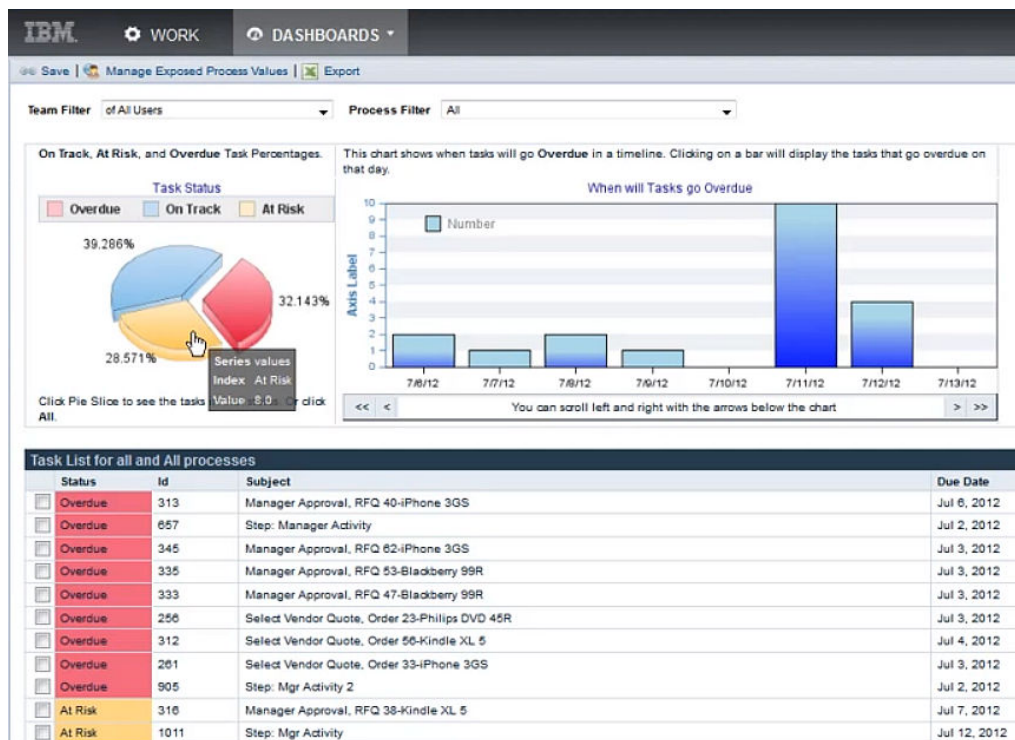 IBM. WORK DASHBOARDS
Save | Manage Exposed Process Values | Export
Team Filter of All Users Process Filter All
On Track, At Risk, and Overdue Task Percentages.
Task Status
Overdue On Track At Risk
39.286%
32.143%
28.571%
Series values
Index At Risk
Value 8.0
Click Pie Slice to see the tasks Or click
All.
This chart shows when tasks will go Overdue in a timeline. Clicking on a bar will display the tasks that go overdue on
that day.
When will Tasks go Overdue
Number
Axis Label
10
9
8
7
6
5
4
3
2
1
0
7/6/12 7/7/12 7/8/12 7/9/12 7/10/12 7/11/12 7/12/12 7/13/12
<< < You can scroll left and right with the arrows below the chart > >>
Task List for all and All processes
Status Id Subject Due Date
Overdue 313 Manager Approval, RFQ 40-iPhone 3GS Jul 6, 2012
Overdue 657 Step: Manager Activity Jul 2, 2012
Overdue 345 Manager Approval, RFQ 62-iPhone 3GS Jul 3, 2012
Overdue 335 Manager Approval, RFQ 53-Blackberry 99R Jul 3, 2012
Overdue 333 Manager Approval, RFQ 47-Blackberry 99R Jul 3, 2012
Overdue 256 Select Vendor Quote, Order 23-Philips DVD 45R Jul 3, 2012
Overdue 312 Select Vendor Quote, Order 56-Kindle XL 5 Jul 4, 2012
Overdue 261 Select Vendor Quote, Order 33-iPhone 3GS Jul 3, 2012
Overdue 905 Step: Mgr Activity 2 Jul 2, 2012
At Risk 316 Manager Approval, RFQ 38-Kindle XL 5 Jul 7, 2012
At Risk 1011 Step: Mgr Activity Jul 12, 2012